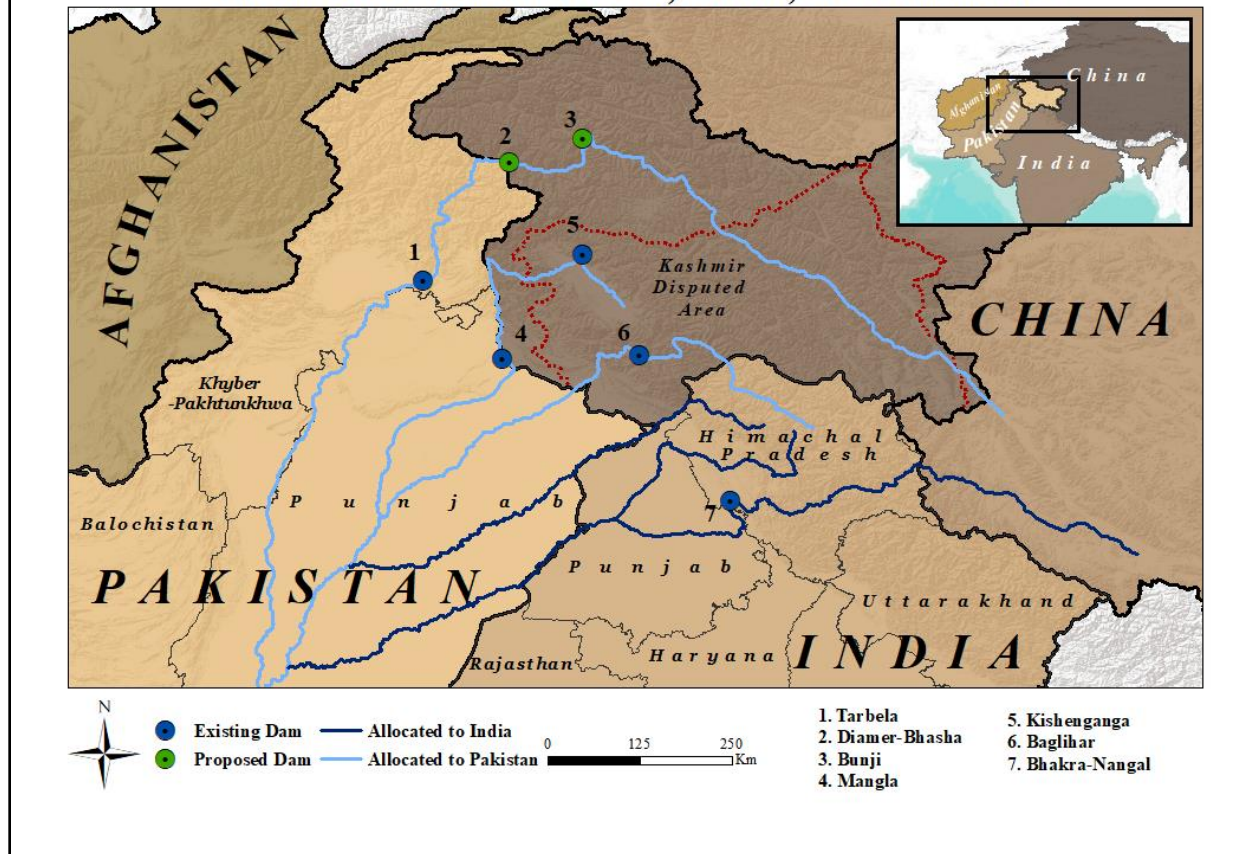 AFGHANISTAN
China
Afghanistan
Pakistan
India
3
2
5
1
Kashmir
Disputed
Area
CHINA
4
6
Khyber
-Pakhtunkhwa
Himachal
Pradesh
Punjab
7
Balochistan
Punjab
PAKISTAN
Uttarakhand
Rajasthan
Haryana
INDIA
N
Existing Dam
Allocated to India
Proposed Dam
Allocated to Pakistan
0 125 250
Km
1. Tarbela
2. Diamer-Bhasha
3. Bunji
4. Mangla
5. Kishenganga
6. Baglihar
7. Bhakra-Nangal